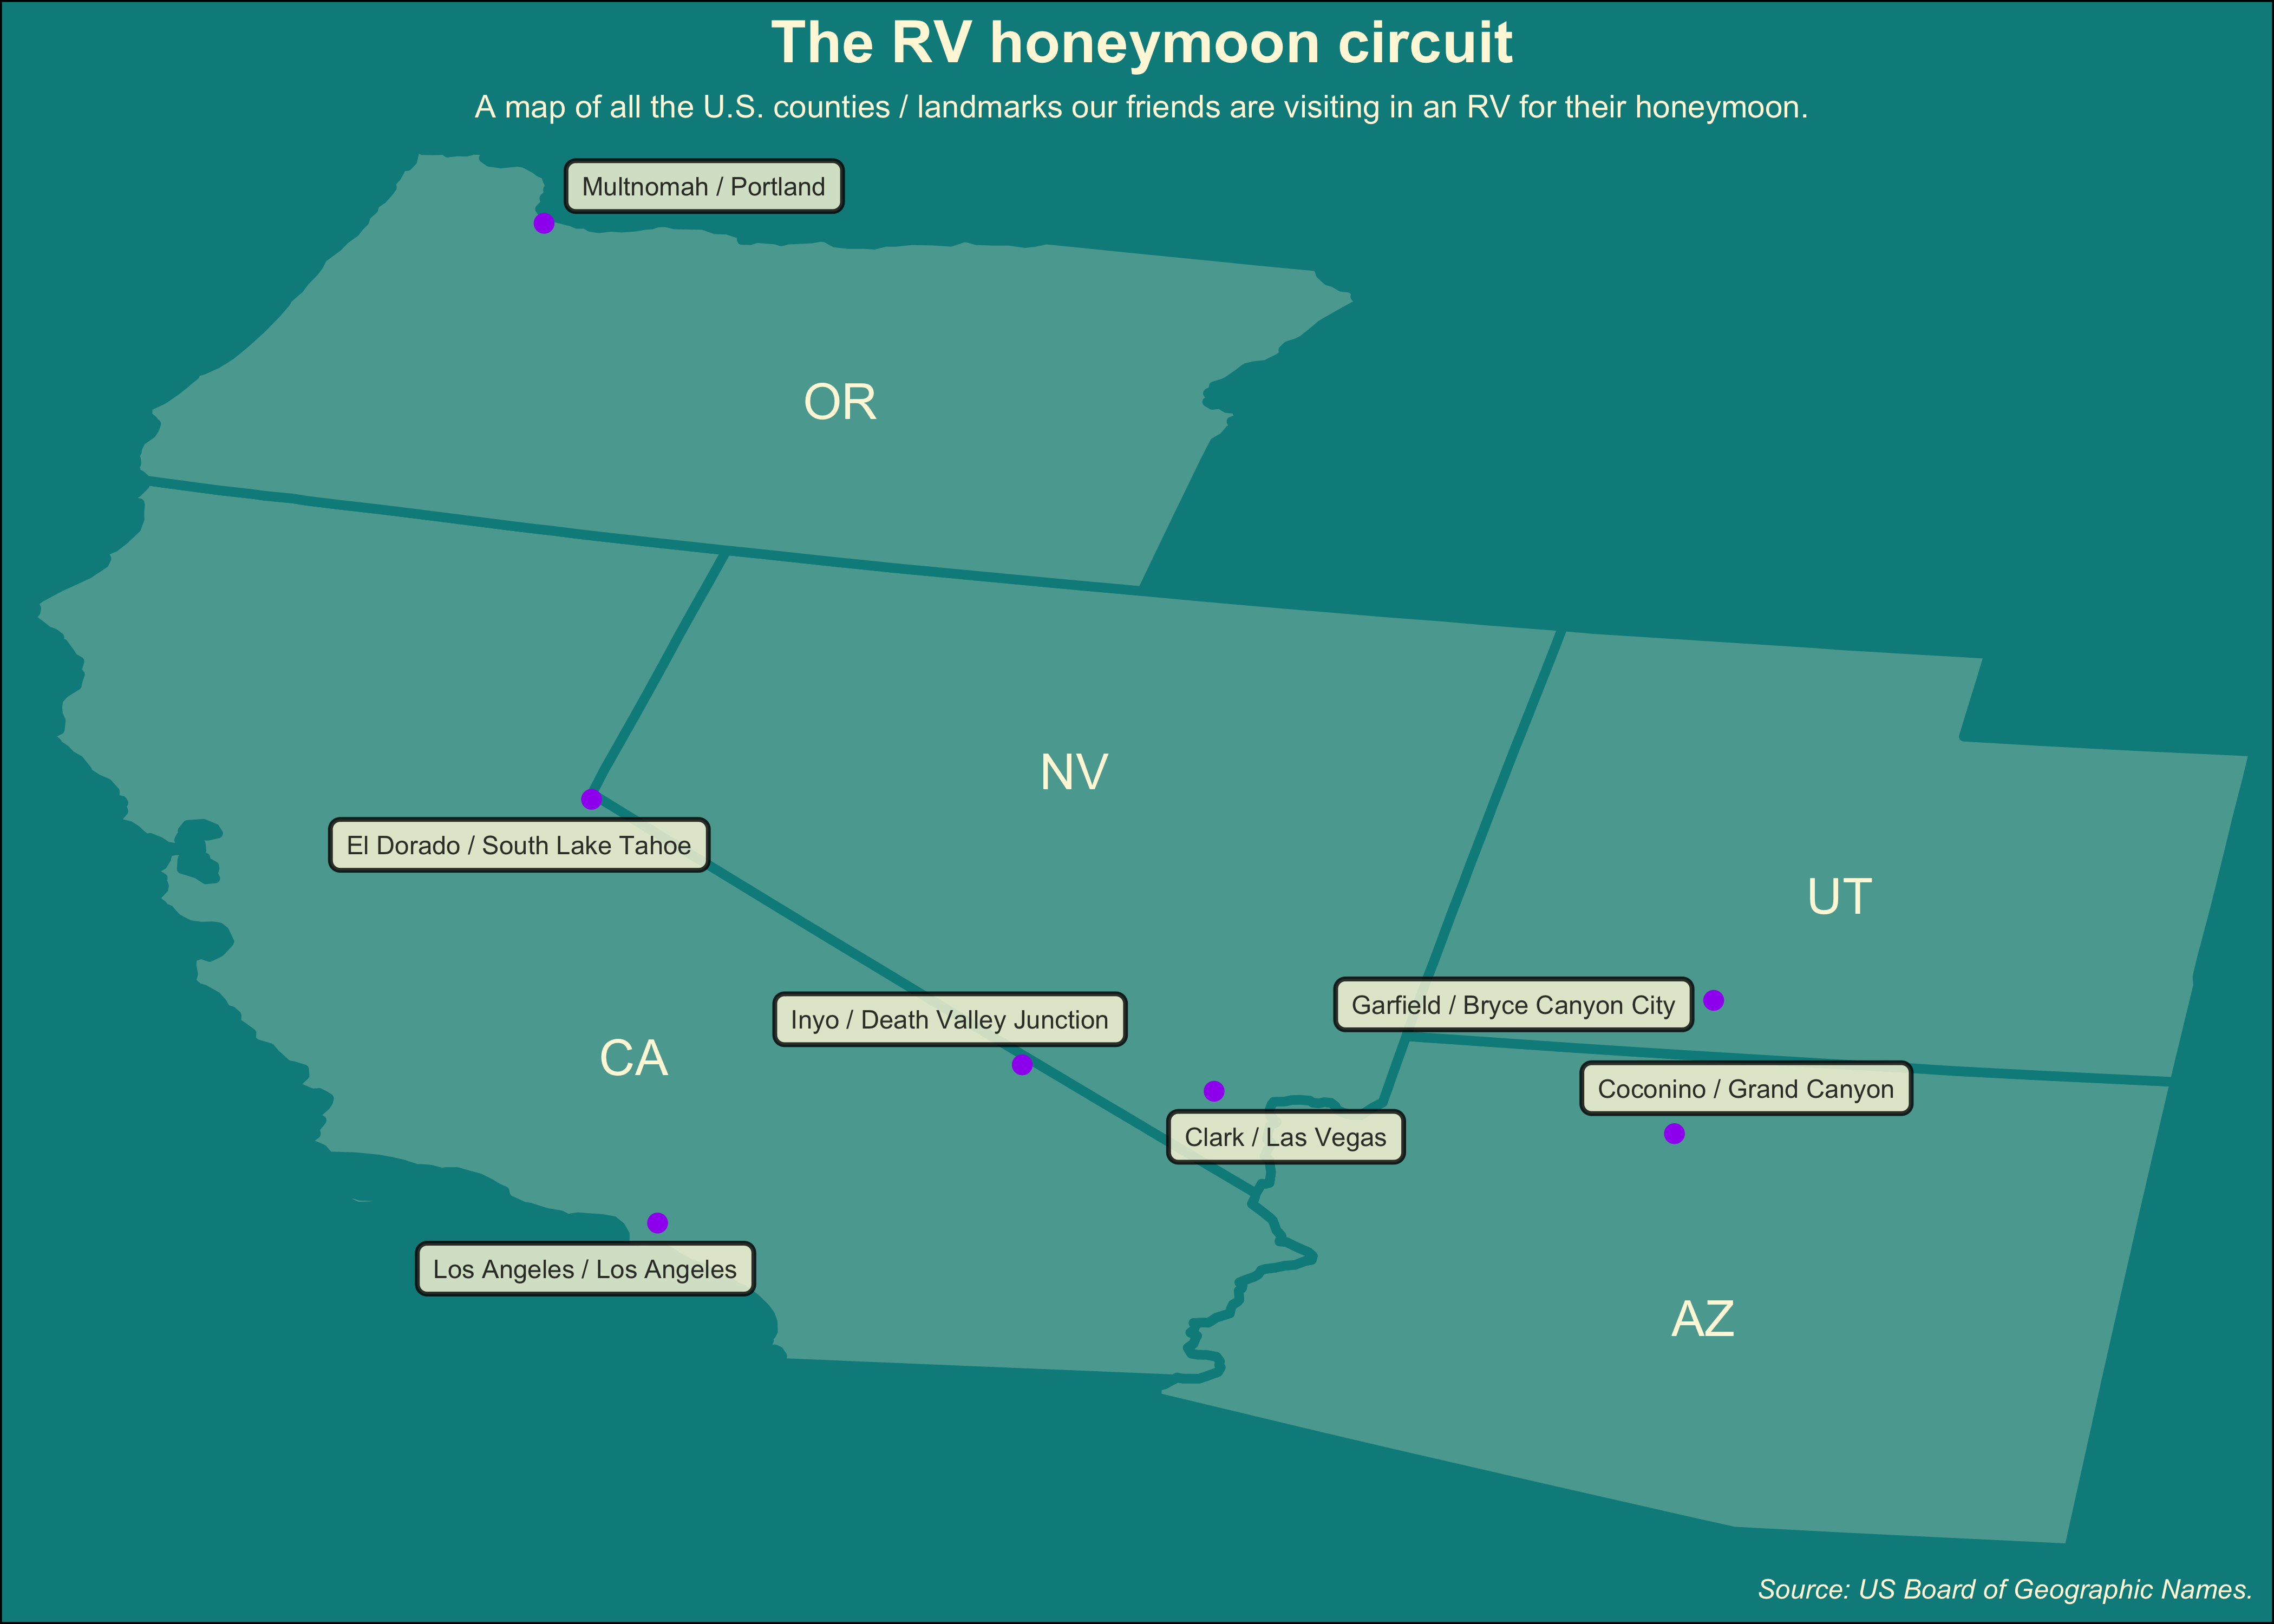 The RV honeymoon circuit
A map of all the U.S. counties / landmarks our friends are visiting in an RV for their honeymoon.
Multnomah / Portland
OR
NV
El Dorado / South Lake Tahoe
UT
Garfield / Bryce Canyon City
Inyo / Death Valley Junction
CA
Coconino / Grand Canyon
Clark / Las Vegas
Los Angeles / Los Angeles
AZ
Source: US Board of Geographic Names.